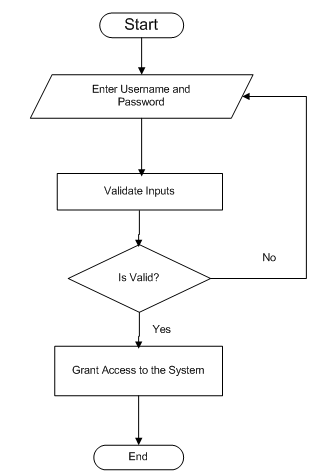 Start
Enter Username and
Password
Validate Inputs
Is Valid?
No
Yes
Grant Access to the System
End